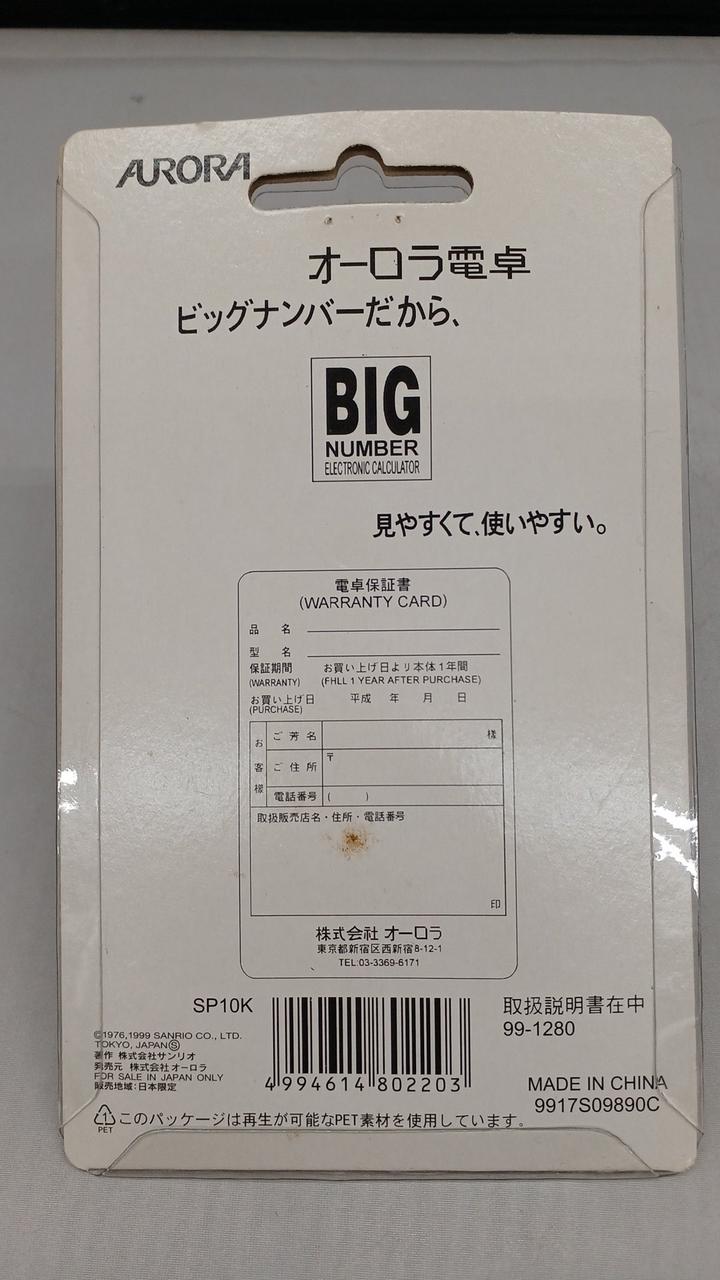 AURORA
オーロラ電卓
ビッグナンバーだから、
BIG
NUMBER
ELECTRONIC CALCULATOR
見やすくて、使いやすい。
電卓保証書
(WARRANTY CARD)
品 名
型 名
保証期間 お買い上げ日より本体1年間
(WARRANTY) (FHLL 1 YEAR AFTER PURCHASE)
お買い上げ日 平成 年 月 日
(PURCHASE)
お客様
ご芳名 様
ご住所 〒
電話番号 ( )
取扱販売店名・住所・電話番号
印
株式会社 オーロラ
東京都新宿区西新宿8-12-1
TEL:03-3369-6171
SP10K
©1976,1999 SANRIO CO., LTD.
TOKYO, JAPANⓈ
著作 株式会社サンリオ
発売元 株式会社オーロラ
FOR SALE IN JAPAN ONLY
販売地域:日本限定
4994614802203
取扱説明書在中
99-1280
MADE IN CHINA
9917S09890C
1
PET
このパッケージは再生が可能なPET素材を使用しています。